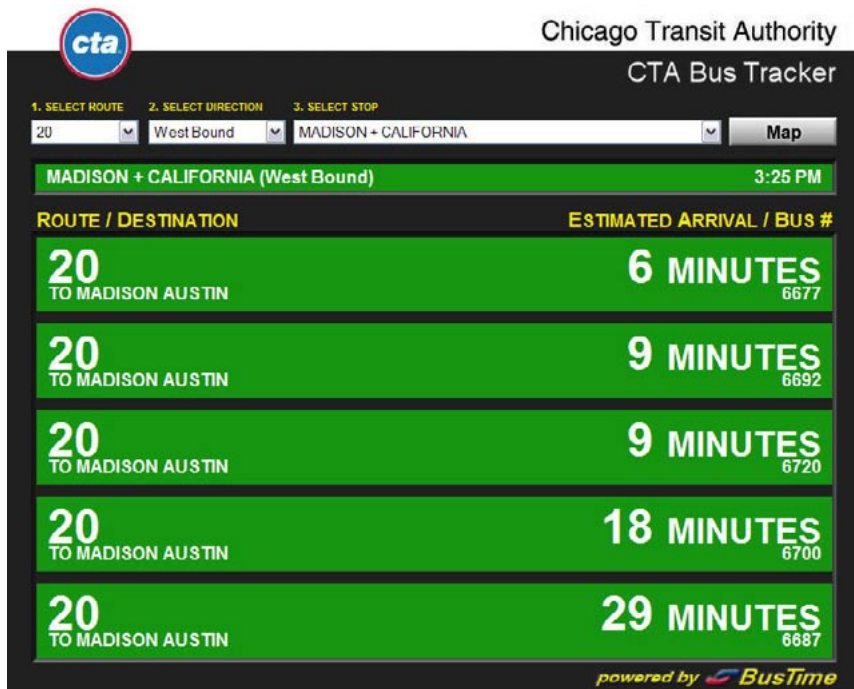 cta
Chicago Transit Authority
CTA Bus Tracker
1. SELECT ROUTE 2. SELECT DIRECTION 3. SELECT STOP
20 West Bound MADISON + CALIFORNIA Map
MADISON + CALIFORNIA (West Bound) 3:25 PM
ROUTE / DESTINATION ESTIMATED ARRIVAL / BUS #
20 6 MINUTES
TO MADISON AUSTIN 6677
20 9 MINUTES
TO MADISON AUSTIN 6692
20 9 MINUTES
TO MADISON AUSTIN 6720
20 18 MINUTES
TO MADISON AUSTIN 6700
20 29 MINUTES
TO MADISON AUSTIN 6687
powered by BusTime